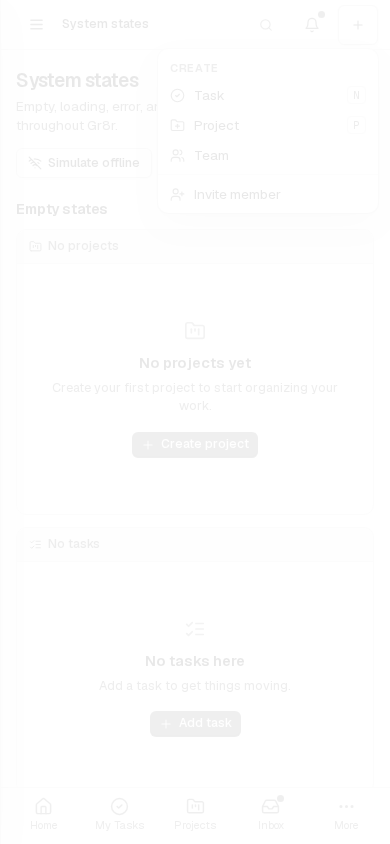 System states
CREATE
Task N
Project P
Team
Invite member
System states
Empty, loading, error, an
throughout Gr8r.
Simulate offline
Empty states
No projects
No projects yet
Create your first project to start organizing your
work.
Create project
No tasks
No tasks here
Add a task to get things moving.
Add task
Home My Tasks Projects Inbox More